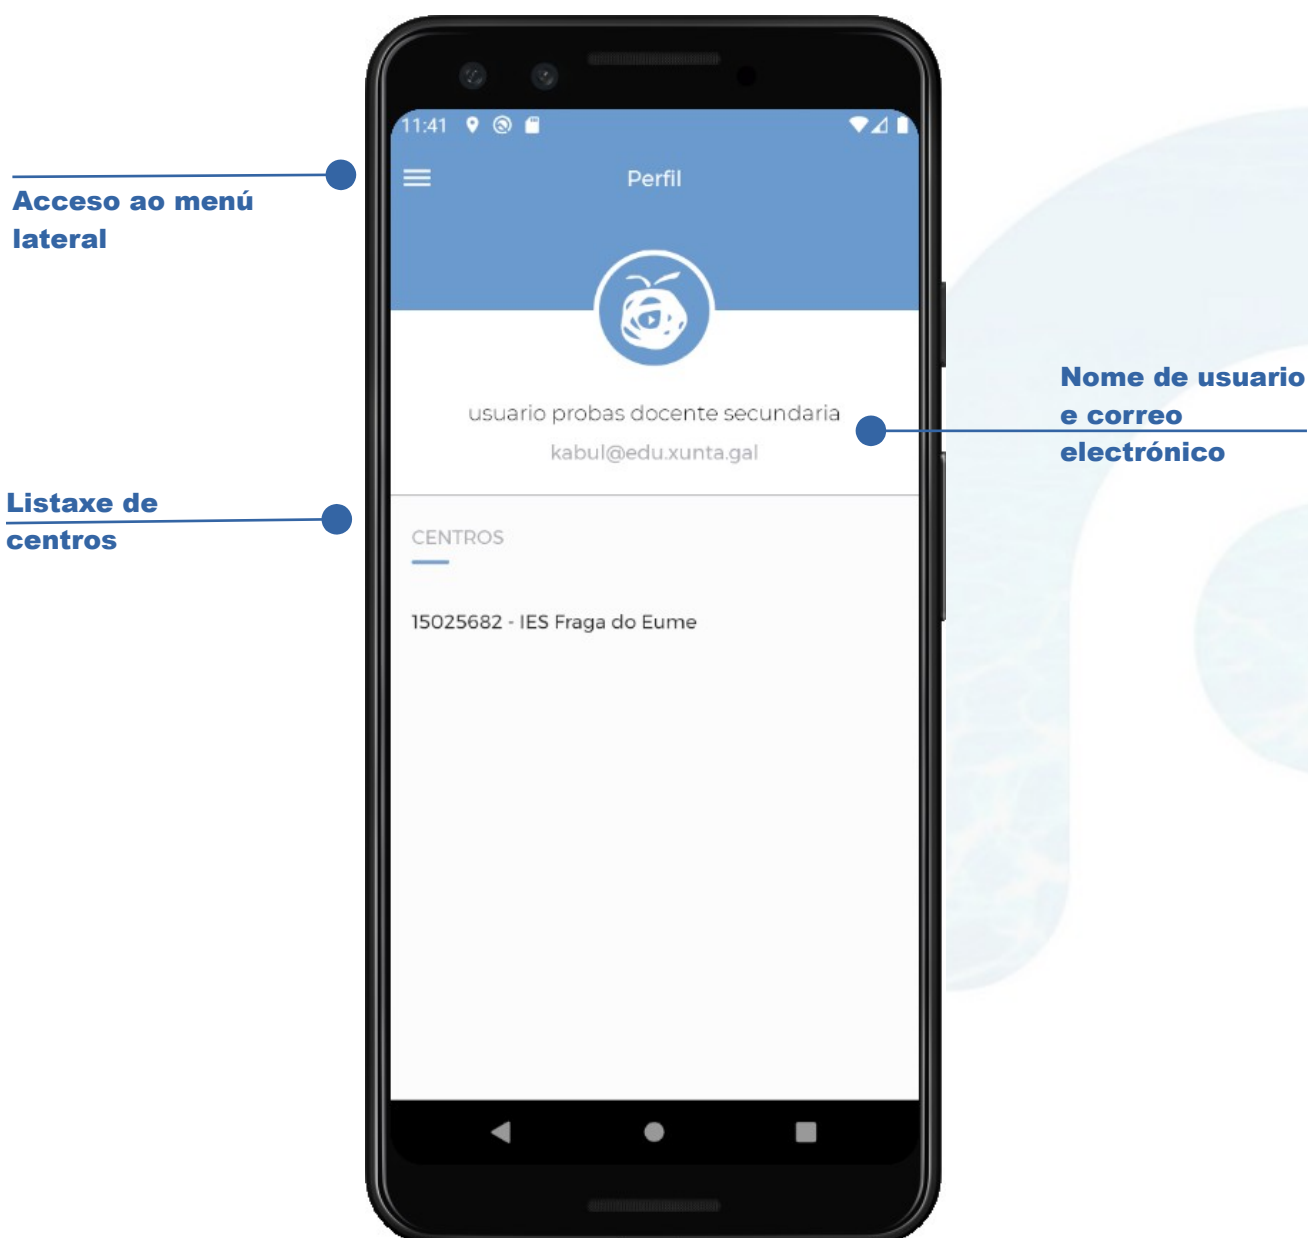 11:41
Perfil
Acceso ao menú
lateral
Nome de usuario
e correo
electrónico
usuario probas docente secundaria
kabul@edu.xunta.gal
Listaxe de
centros
CENTROS
15025682 - IES Fraga do Eume